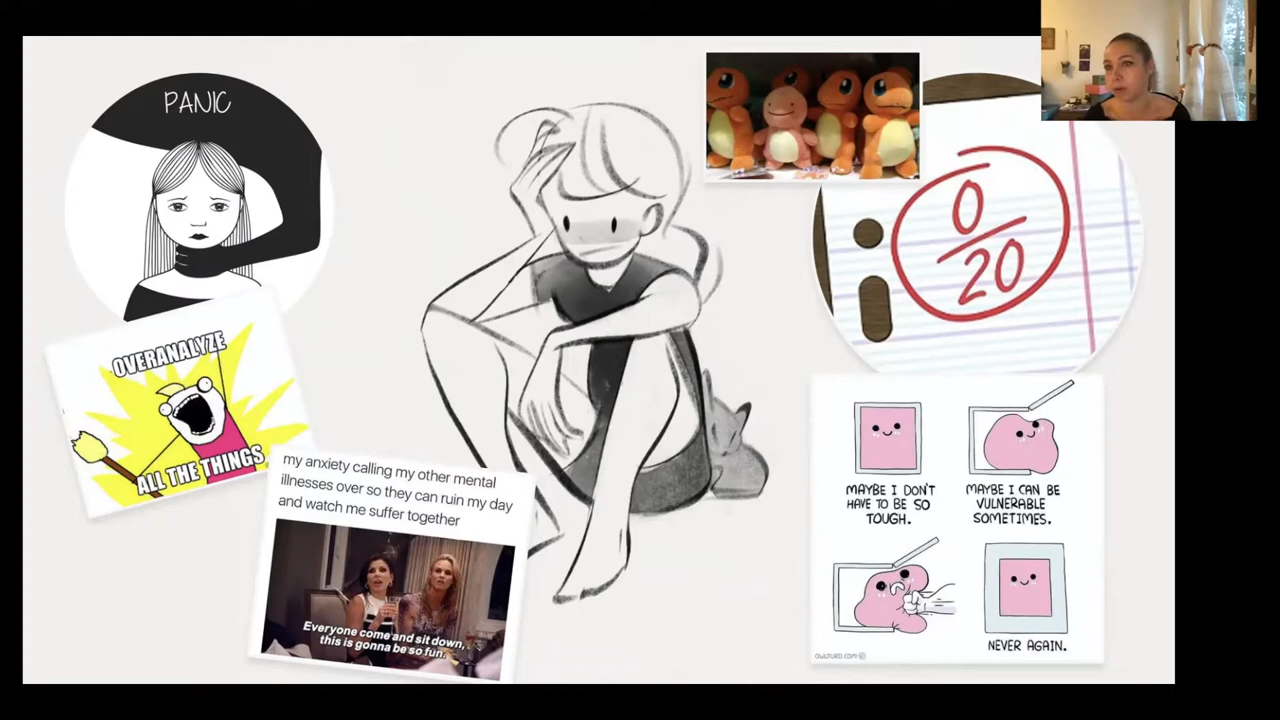 PANIC
OVERANALYZE
ALL THE THINGS
my anxiety calling my other mental
illnesses over so they can ruin my day
and watch me suffer together
Everyone come and sit down,
this is gonna be so fun.
0
20
MAYBE I DON'T
HAVE TO BE SO
TOUGH.
MAYBE I CAN BE
VULNERABLE
SOMETIMES.
NEVER AGAIN.
OWLTURD.COM